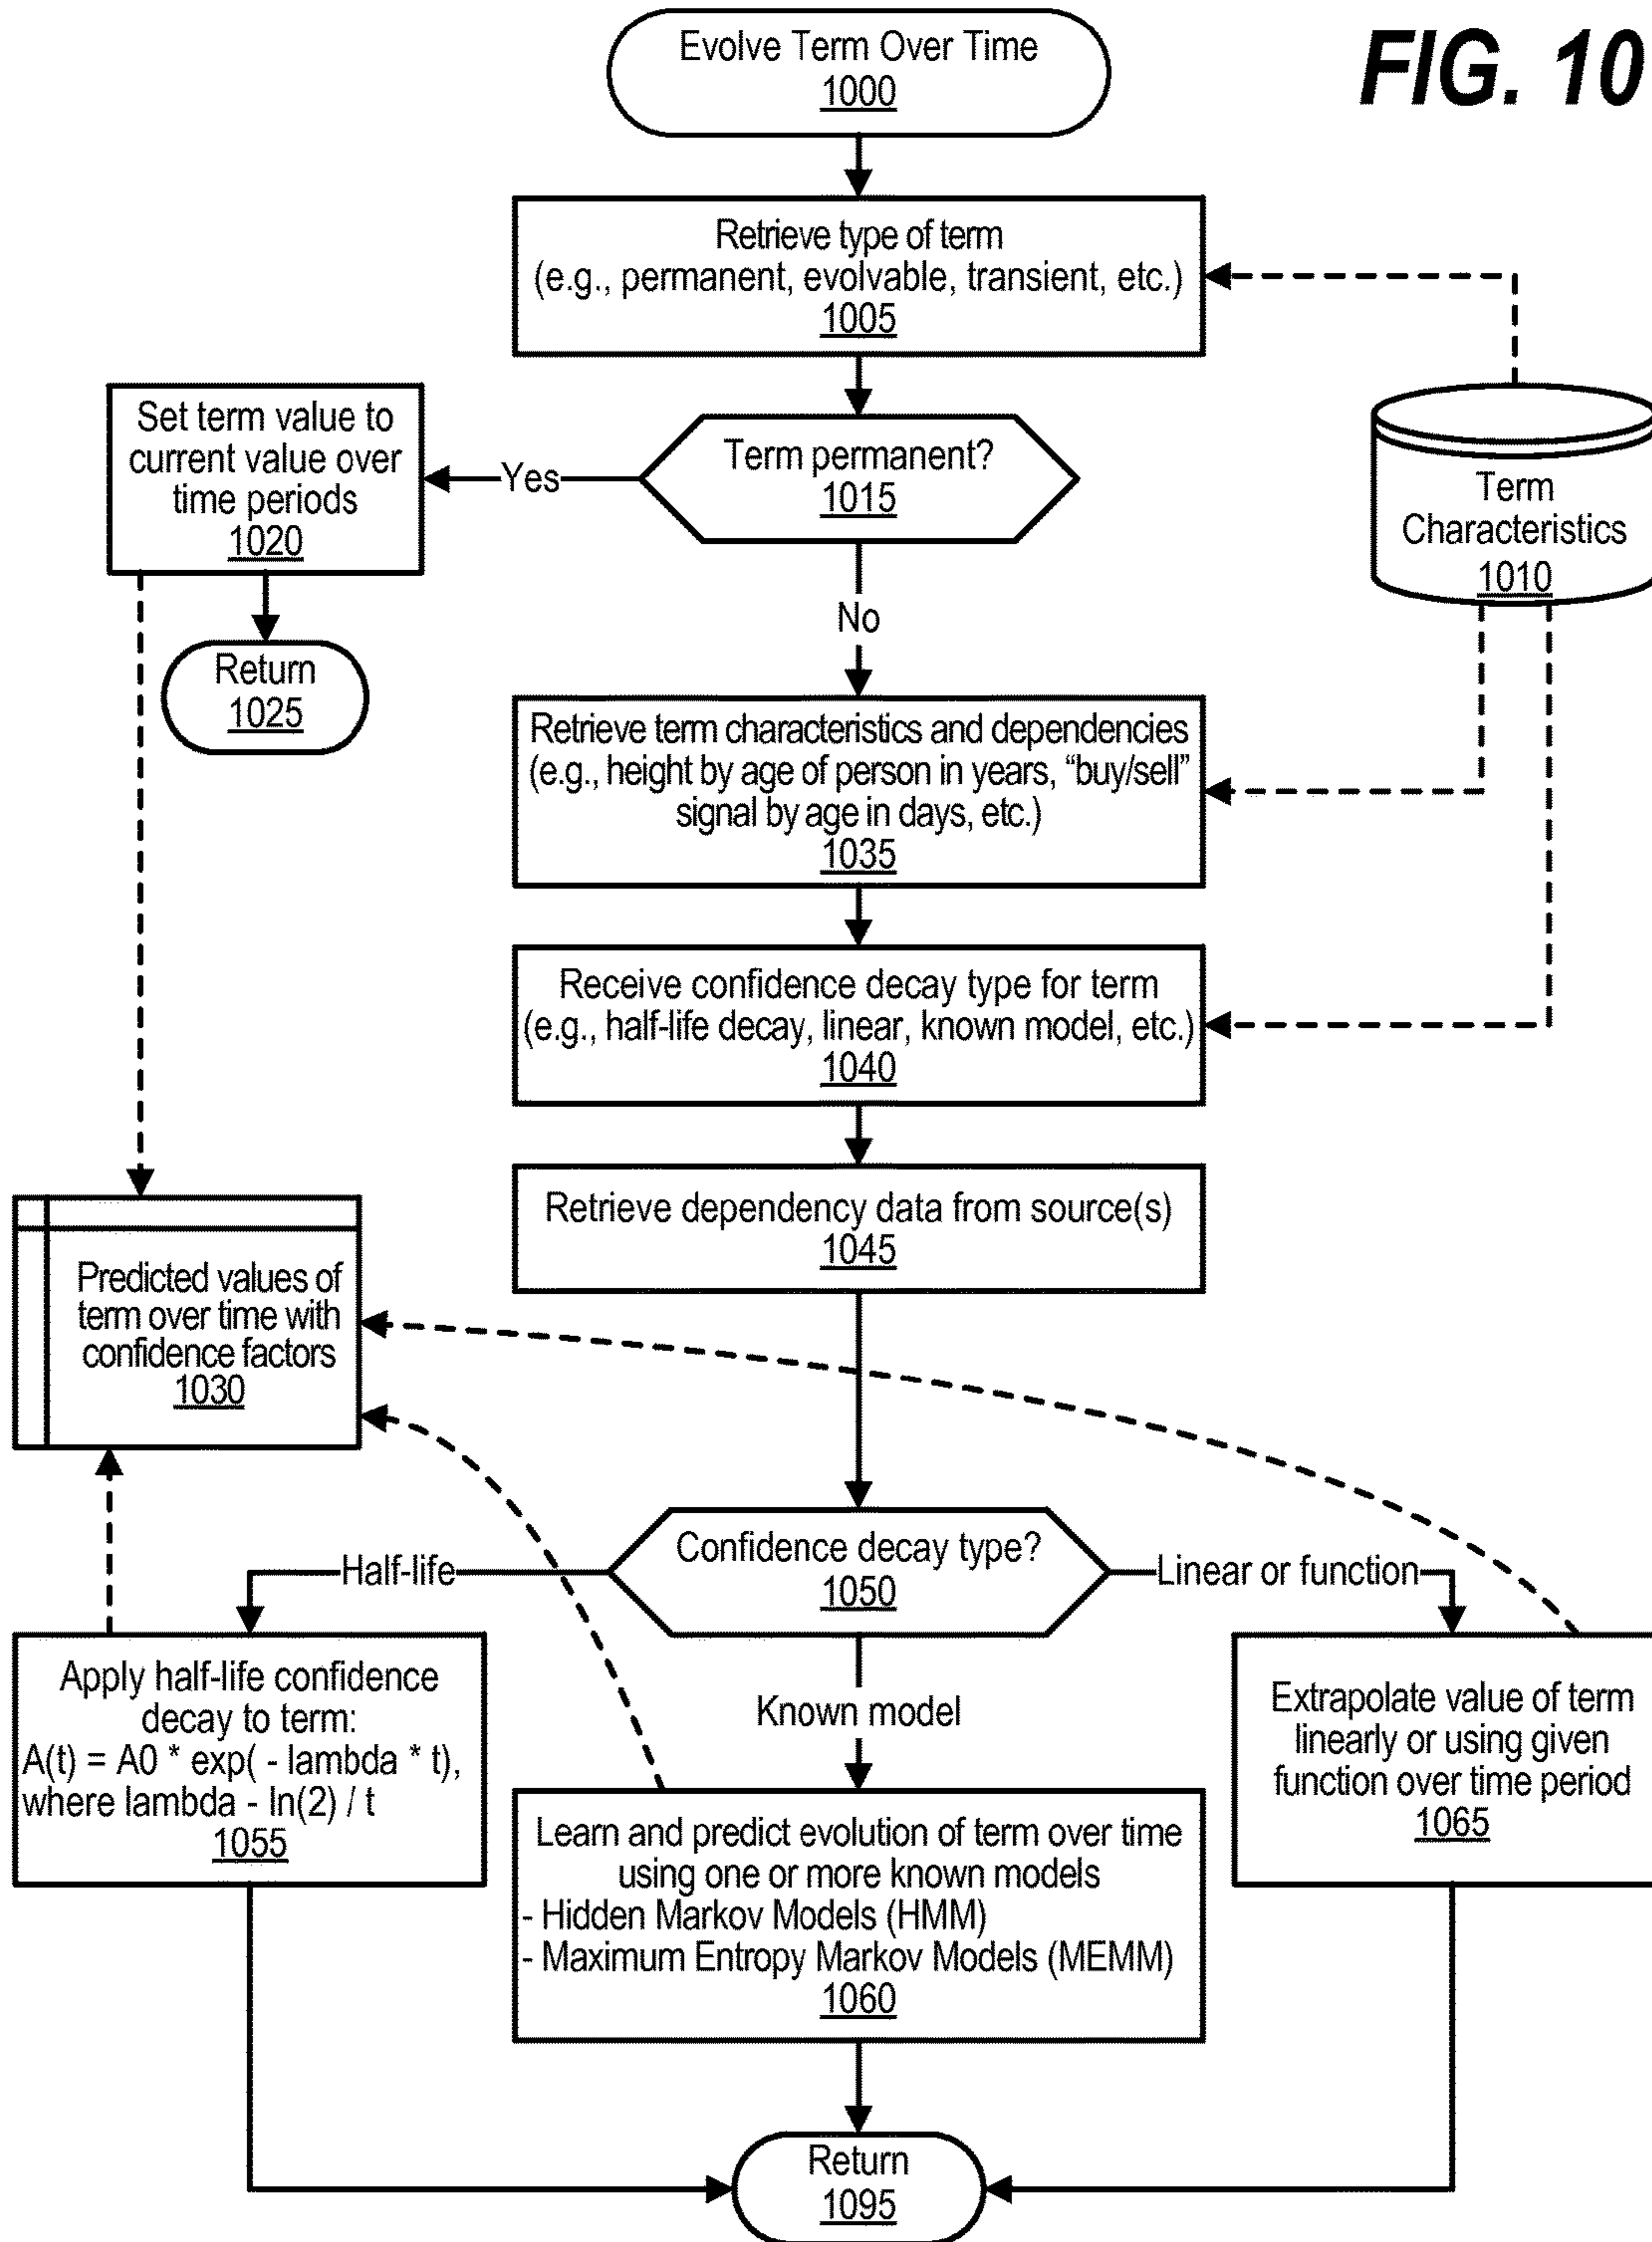 FIG. 10
Evolve Term Over Time
1000
Retrieve type of term
(e.g., permanent, evolvable, transient, etc.)
1005
Set term value to
current value over
time periods
1020
Yes
Term permanent?
1015
Term
Characteristics
1010
No
Return
1025
Retrieve term characteristics and dependencies
(e.g., height by age of person in years, “buy/sell”
signal by age in days, etc.)
1035
Receive confidence decay type for term
(e.g., half-life decay, linear, known model, etc.)
1040
Retrieve dependency data from source(s)
1045
Predicted values of
term over time with
confidence factors
1030
Confidence decay type?
1050
Half-life
Linear or function
Known model
Apply half-life confidence
decay to term:
A(t) = A0 * exp( - lambda * t),
where lambda - ln(2) / t
1055
Learn and predict evolution of term over time
using one or more known models
- Hidden Markov Models (HMM)
- Maximum Entropy Markov Models (MEMM)
1060
Extrapolate value of term
linearly or using given
function over time period
1065
Return
1095